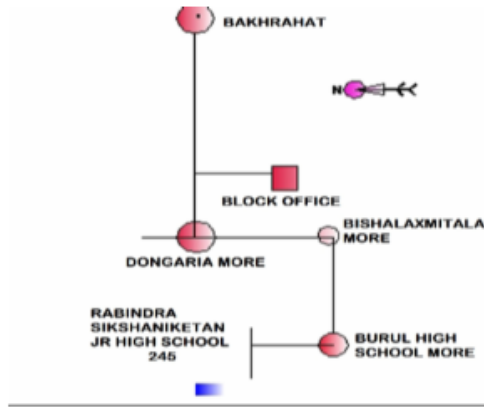 BAKHRAHAT
N
BLOCK OFFICE
BISHALAXMITALA
MORE
DONGARIA MORE
RABINDRA
SIKSHANIKETAN
JR HIGH SCHOOL
245
BURUL HIGH
SCHOOL MORE